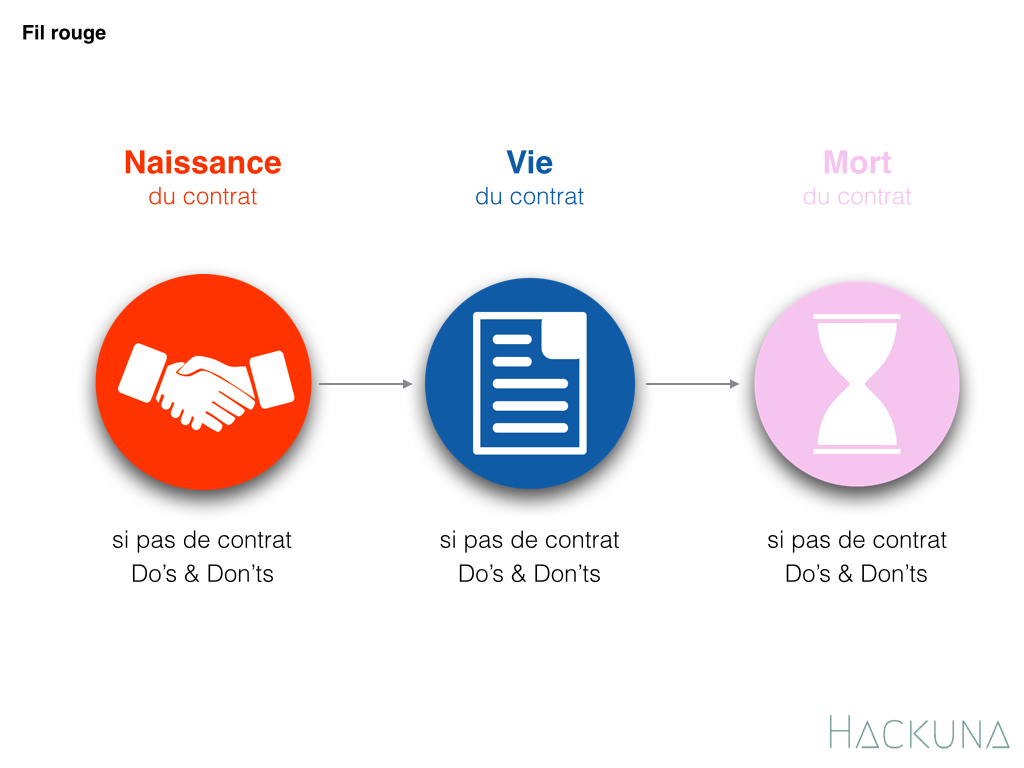 Fil rouge
Naissance
du contrat
Vie
du contrat
Mort
du contrat
si pas de contrat
Do’s & Don’ts
si pas de contrat
Do’s & Don’ts
si pas de contrat
Do’s & Don’ts
HACKUNA